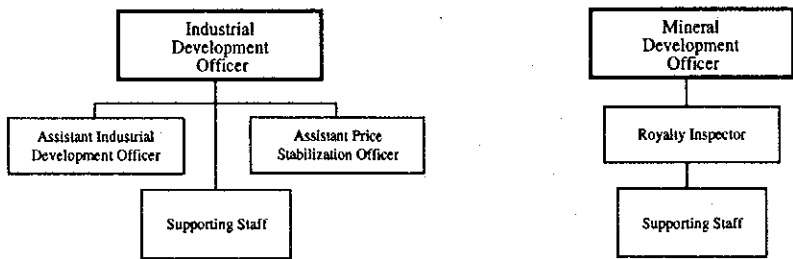 Industrial
Development
Officer
Mineral
Development
Officer
Assistant Industrial
Development Officer
Assistant Price
Stabilization Officer
Royalty Inspector
Supporting Staff
Supporting Staff